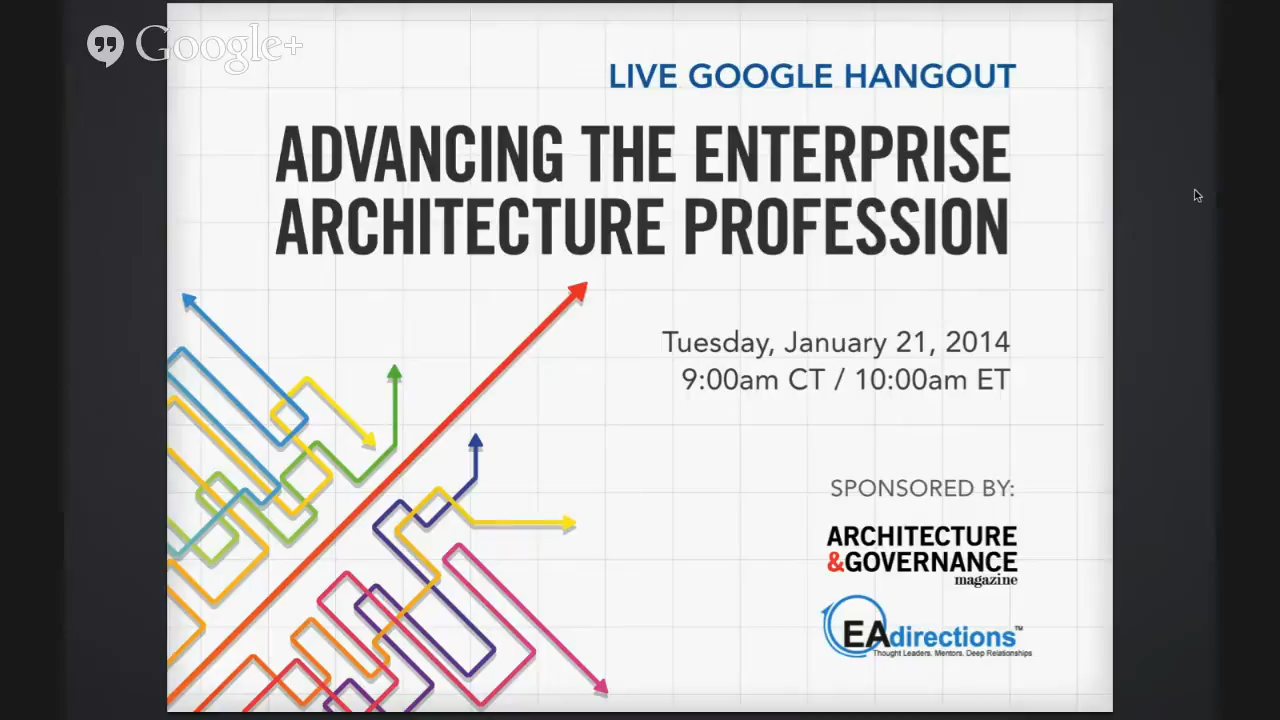 Google+
LIVE GOOGLE HANGOUT
ADVANCING THE ENTERPRISE
ARCHITECTURE PROFESSION
Tuesday, January 21, 2014
9:00am CT / 10:00am ET
SPONSORED BY:
ARCHITECTURE
&GOVERNANCE
magazine
EAdirections™
Thought Leaders. Mentors. Deep Relationships